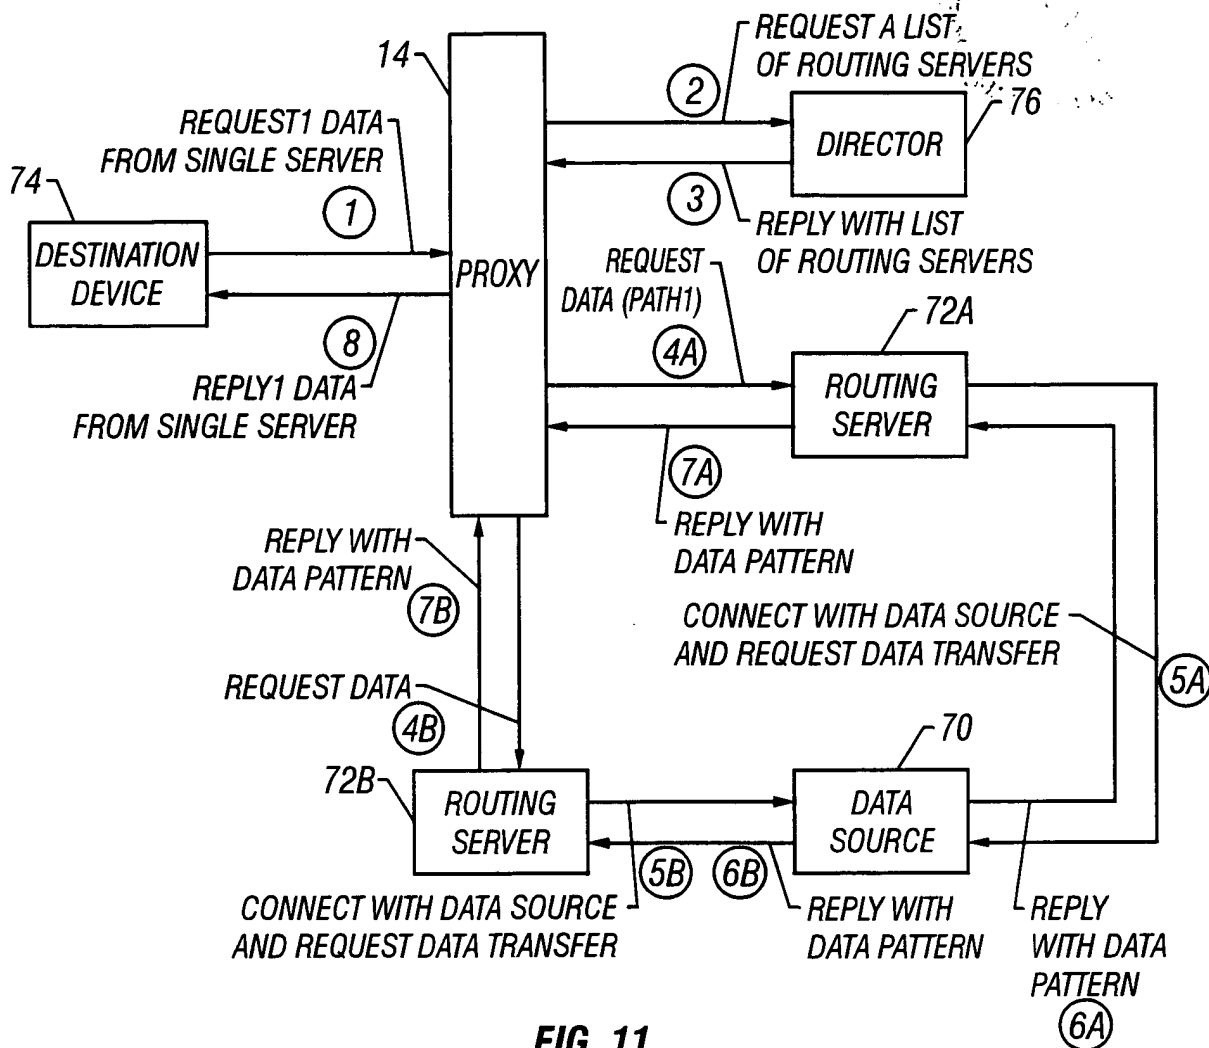 REQUEST A LIST
OF ROUTING SERVERS
14
2
76
REQUEST1 DATA
FROM SINGLE SERVER
DIRECTOR
74
1
3
REPLY WITH LIST
OF ROUTING SERVERS
DESTINATION
DEVICE
PROXY
REQUEST
DATA (PATH1)
72A
8
4A
REPLY1 DATA
FROM SINGLE SERVER
ROUTING
SERVER
7A
REPLY WITH
DATA PATTERN
REPLY WITH
DATA PATTERN
7B
CONNECT WITH DATA SOURCE
AND REQUEST DATA TRANSFER
5A
REQUEST DATA
4B
70
72B
ROUTING
SERVER
DATA
SOURCE
5B
6B
CONNECT WITH DATA SOURCE
AND REQUEST DATA TRANSFER
REPLY WITH
DATA PATTERN
REPLY
WITH DATA
PATTERN
6A
FIG. 11